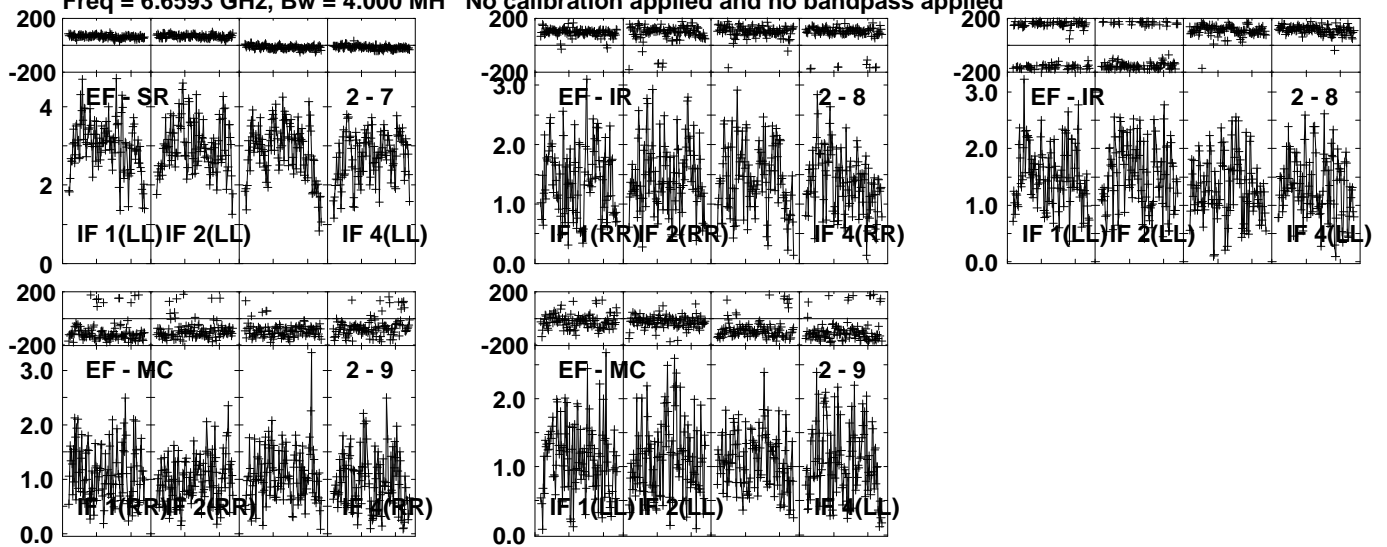 Freq = 6.6593 GHz, Bw = 4.000 MH No calibration applied and no bandpass applied
200
-200
EF - SR 2 - 7
4
2
0
IF 1(LL) IF 2(LL) IF 4(LL)
200
-200
3.0
EF - IR 2 - 8
2.0
1.0
0.0
IF 1(RR) IF 2(RR) IF 4(RR)
200
-200
3.0
EF - IR 2 - 8
2.0
1.0
0.0
IF 1(LL) IF 2(LL) IF 4(LL)
200
-200
EF - MC 2 - 9
3.0
2.0
1.0
0.0
IF 1(RR) IF 2(RR) IF 4(RR)
200
-200
EF - MC 2 - 9
2.0
1.0
0.0
IF 1(LL) IF 2(LL) IF 4(LL)